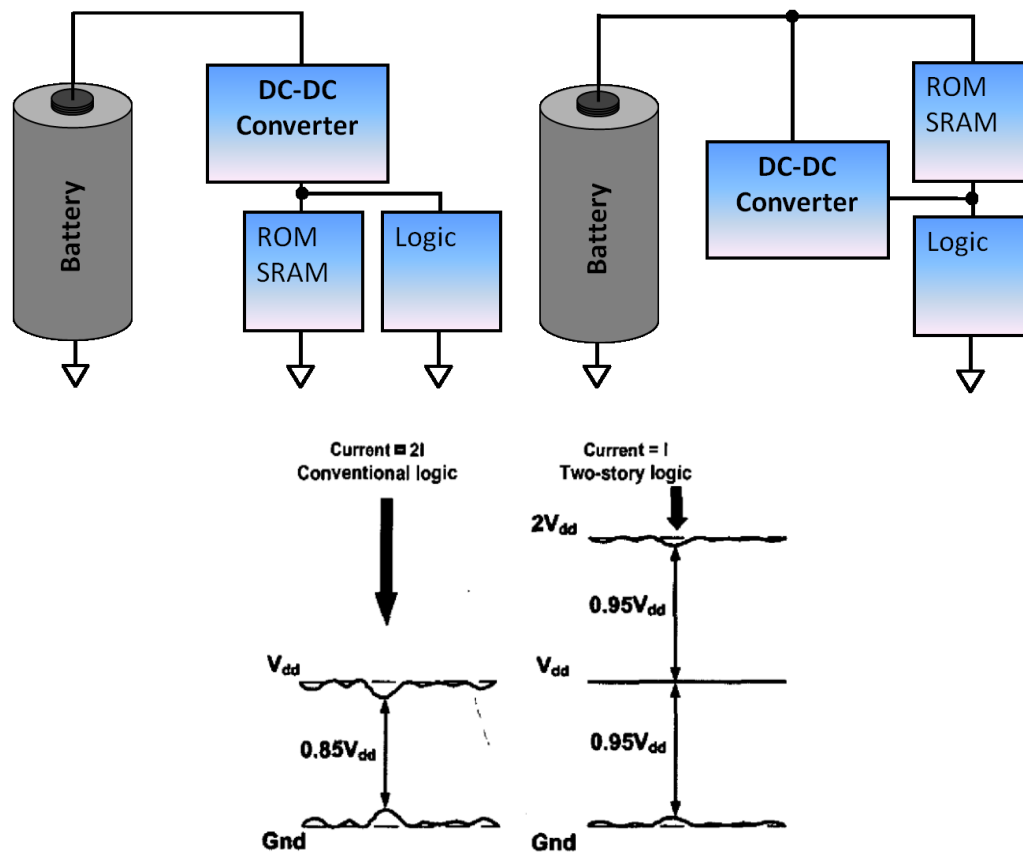 Battery
DC-DC
Converter
ROM
SRAM
Logic
Battery
DC-DC
Converter
ROM
SRAM
Logic
Current = 2I
Conventional logic
Vdd
0.85Vdd
Gnd
Current = I
Two-story logic
2Vdd
0.95Vdd
Vdd
0.95Vdd
Gnd